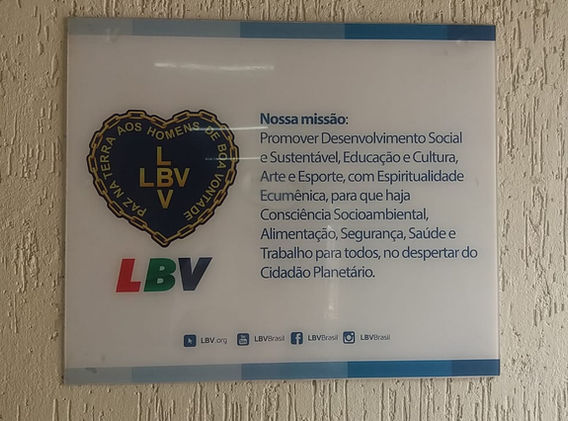 PAZ NA TERRA AOS HOMENS DE BOA VONTADE
L
LBV
V
LBV
Nossa missão:
Promover Desenvolvimento Social
e Sustentável, Educação e Cultura,
Arte e Esporte, com Espiritualidade
Ecumênica, para que haja
Consciência Socioambiental,
Alimentação, Segurança, Saúde e
Trabalho para todos, no despertar do
Cidadão Planetário.
LBV.org LBVBrasil LBVBrasil LBVBrasil